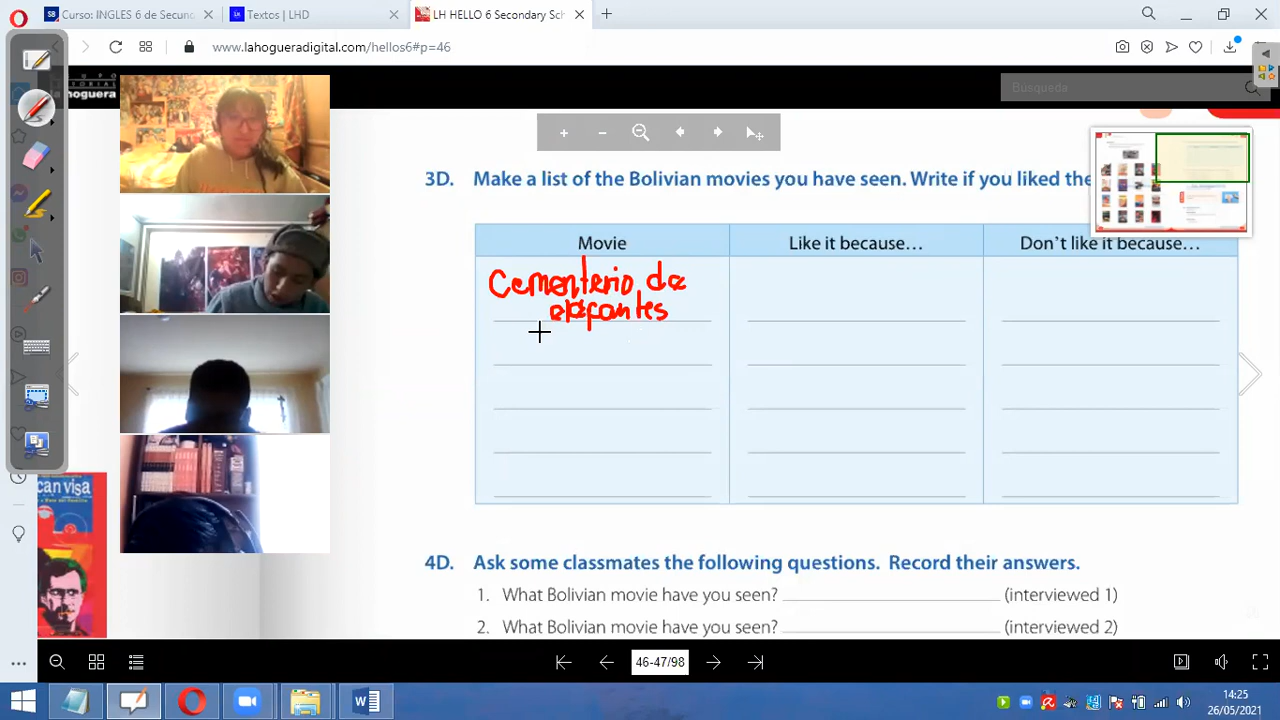 Curso: INGLES 6 de Secun
Textos | LHD
LH HELLO 6 Secondary Sch
www.lahogueradigital.com/hellos6#p=46
la hoguera
Búsqueda
3D. Make a list of the Bolivian movies you have seen. Write if you liked the
Movie
Like it because…
Don't like it because…
Cementerio de
elefantes
can visa
4D. Ask some classmates the following questions. Record their answers.
1. What Bolivian movie have you seen? (interviewed 1)
2. What Bolivian movie have you seen? (interviewed 2)
46-47/98
14:25
26/05/2021